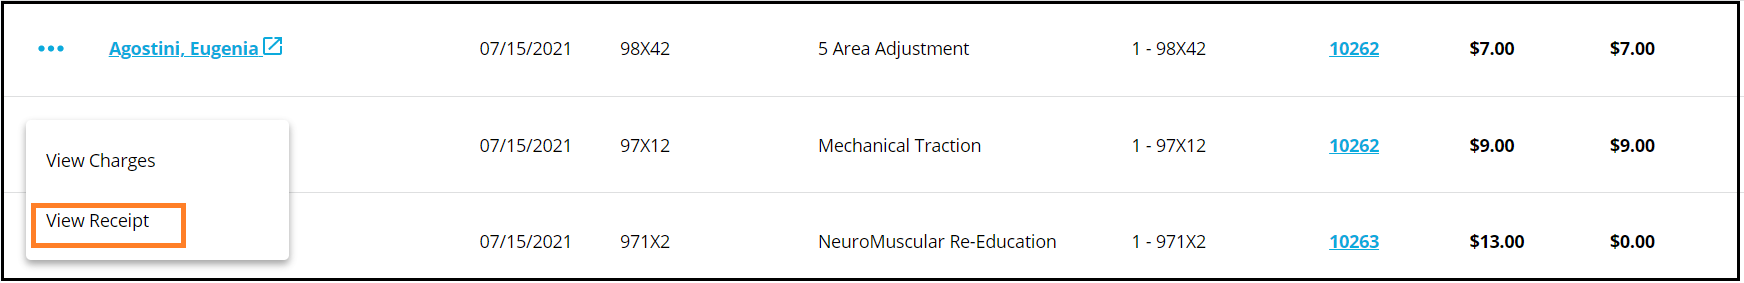 Agostini, Eugenia 07/15/2021 98X42 5 Area Adjustment 1 - 98X42 10262 $7.00 $7.00
View Charges 07/15/2021 97X12 Mechanical Traction 1 - 97X12 10262 $9.00 $9.00
View Receipt 07/15/2021 971X2 NeuroMuscular Re-Education 1 - 971X2 10263 $13.00 $0.00